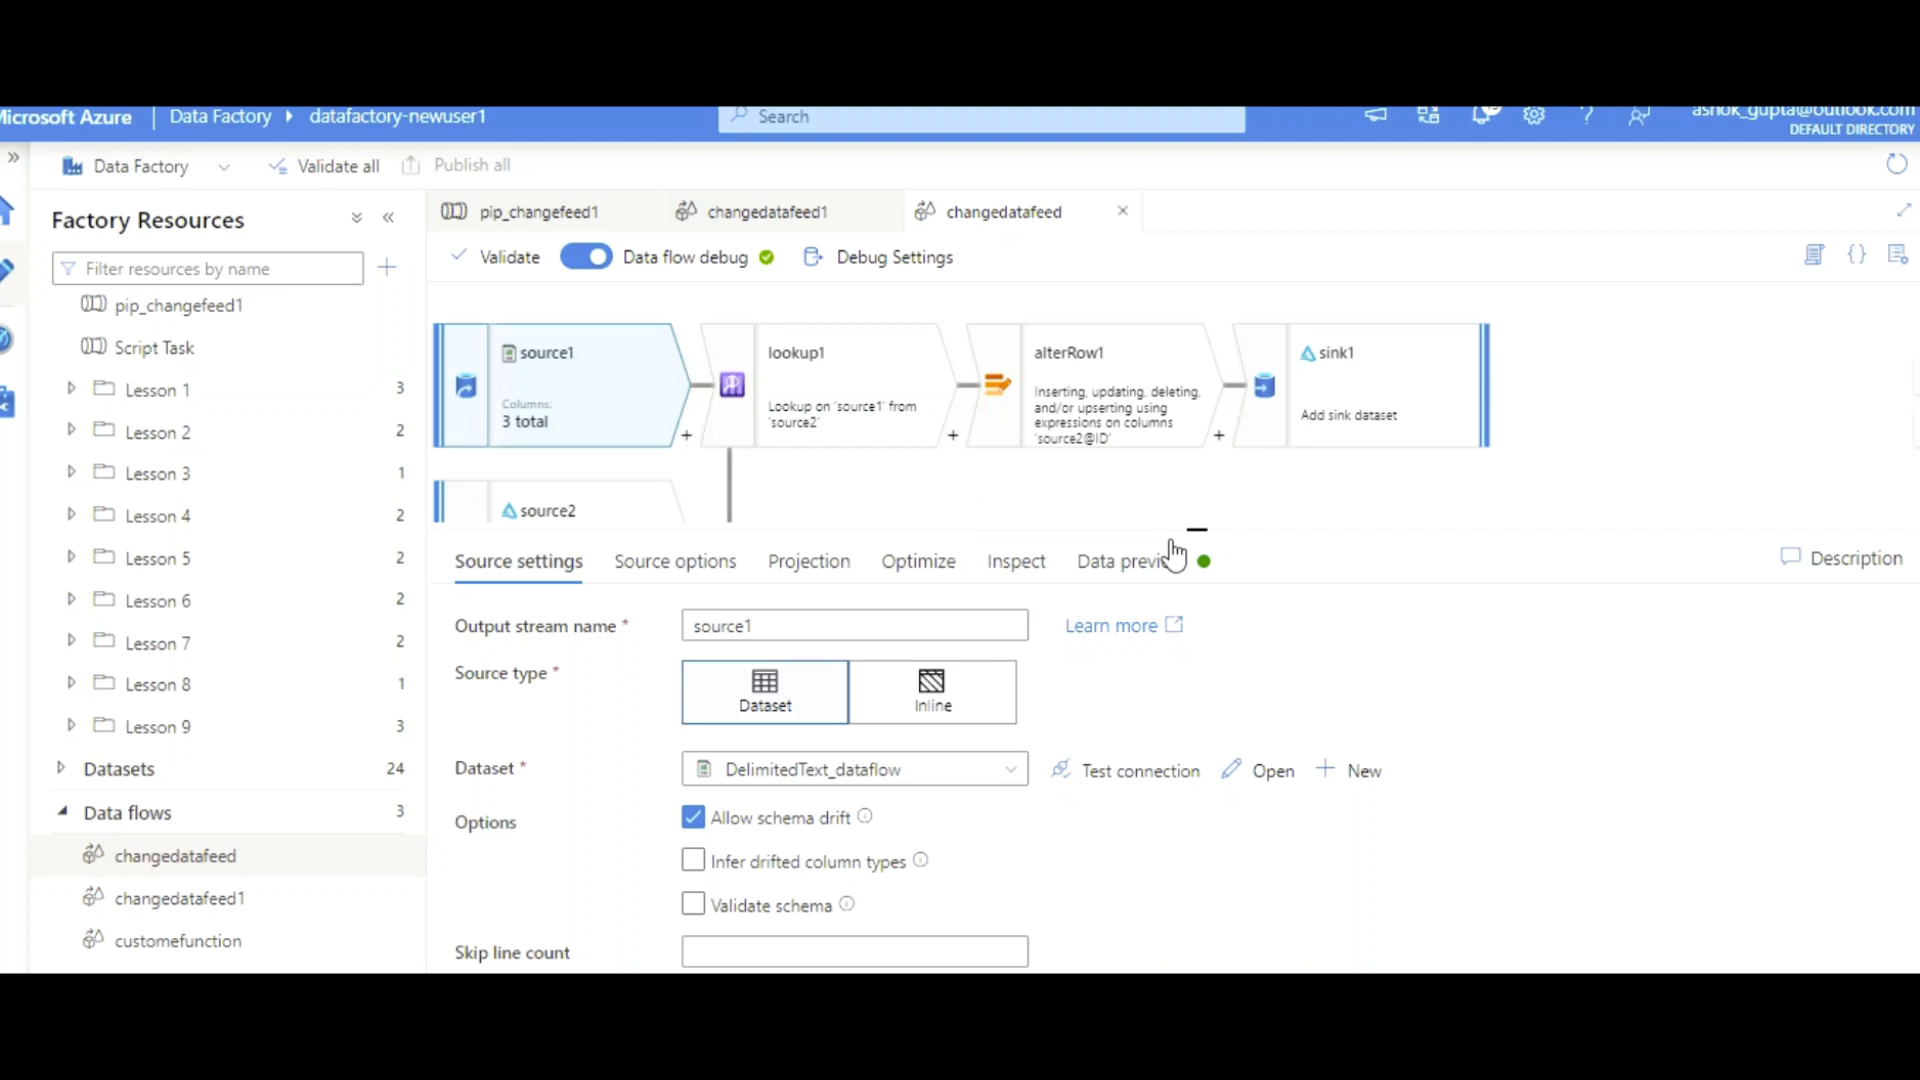 Microsoft Azure
Data Factory
datafactory-newuser1
Search
ashok_gupta@outlook.com
DEFAULT DIRECTORY
Data Factory
Validate all
Publish all
Factory Resources
Filter resources by name
pip_changefeed1
Script Task
Lesson 1 3
Lesson 2 2
Lesson 3 1
Lesson 4 2
Lesson 5 2
Lesson 6 2
Lesson 7 2
Lesson 8 1
Lesson 9 3
Datasets 24
Data flows 3
changedatafeed
changedatafeed1
customefunction
pip_changefeed1
changedatafeed1
changedatafeed
Validate
Data flow debug
Debug Settings
source1
Columns:
3 total
lookup1
Lookup on 'source1' from
'source2'
alterRow1
Inserting, updating, deleting,
and/or upserting using
expressions on columns
'source2@ID'
sink1
Add sink dataset
source2
Source settings
Source options
Projection
Optimize
Inspect
Data previ
Description
Output stream name *
source1
Learn more
Source type *
Dataset
Inline
Dataset *
DelimitedText_dataflow
Test connection
Open
New
Options
Allow schema drift
Infer drifted column types
Validate schema
Skip line count